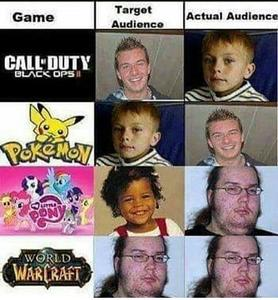 Game
Target
Audience
Actual Audience
CALL OF DUTY
BLACK OPS II
POKéMON
my LITTLE
PONY
WORLD
OF
WARCRAFT